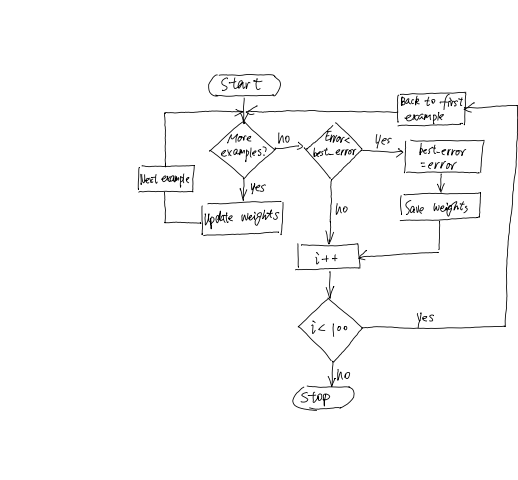 Start
Back to first
example
More
examples?
no
Error<
best_error
Yes
best_error
=error
Next example
yes
Update weights
no
Save weights
i++
i<100
yes
no
Stop